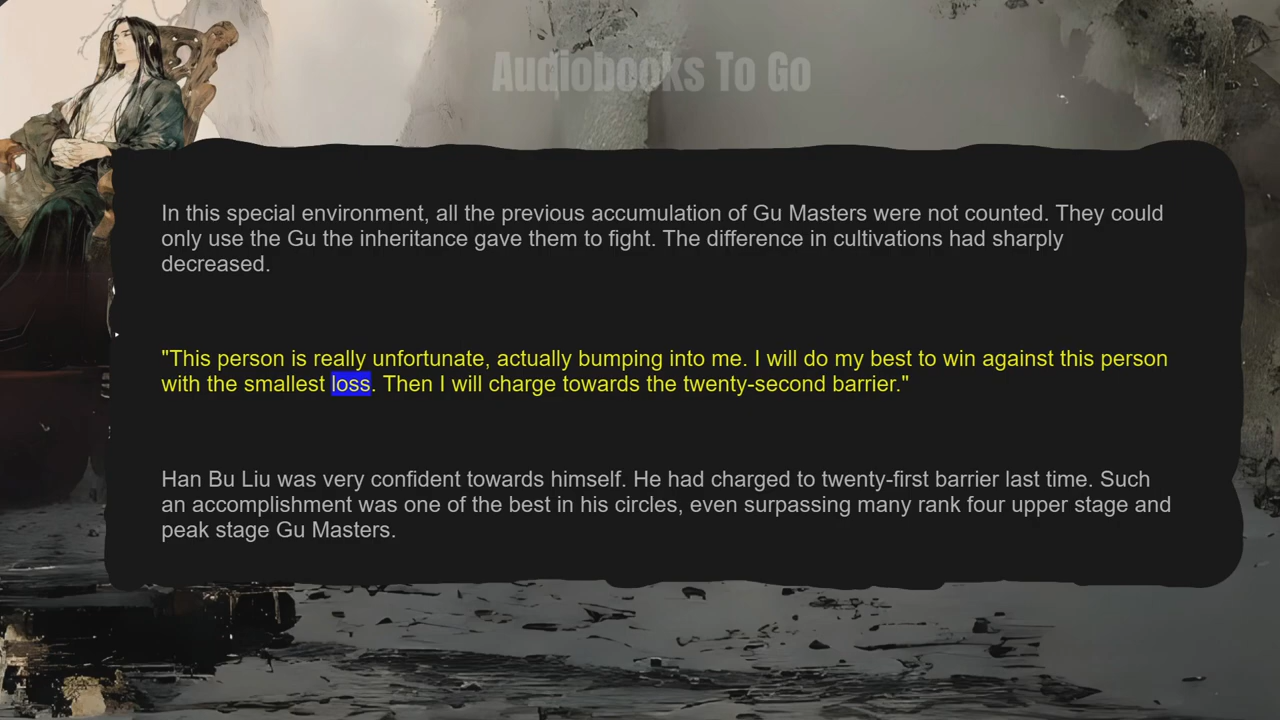 Audiobooks To Go
In this special environment, all the previous accumulation of Gu Masters were not counted. They could
only use the Gu the inheritance gave them to fight. The difference in cultivations had sharply
decreased.
"This person is really unfortunate, actually bumping into me. I will do my best to win against this person
with the smallest loss. Then I will charge towards the twenty-second barrier."
Han Bu Liu was very confident towards himself. He had charged to twenty-first barrier last time. Such
an accomplishment was one of the best in his circles, even surpassing many rank four upper stage and
peak stage Gu Masters.